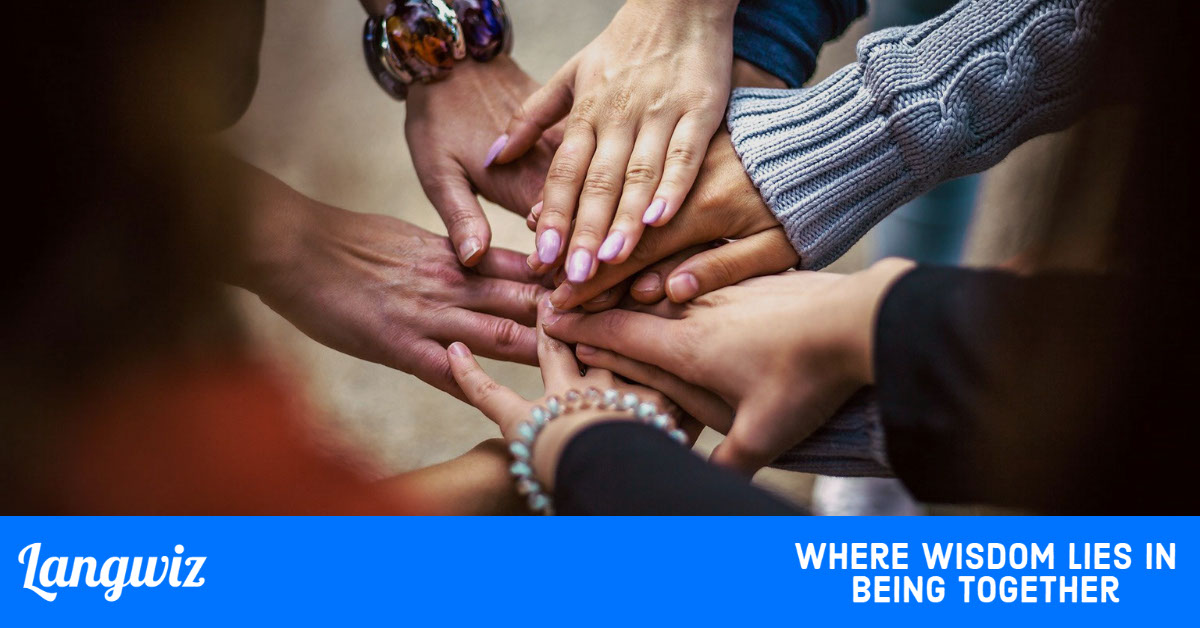 Langwiz
WHERE WISDOM LIES IN
BEING TOGETHER